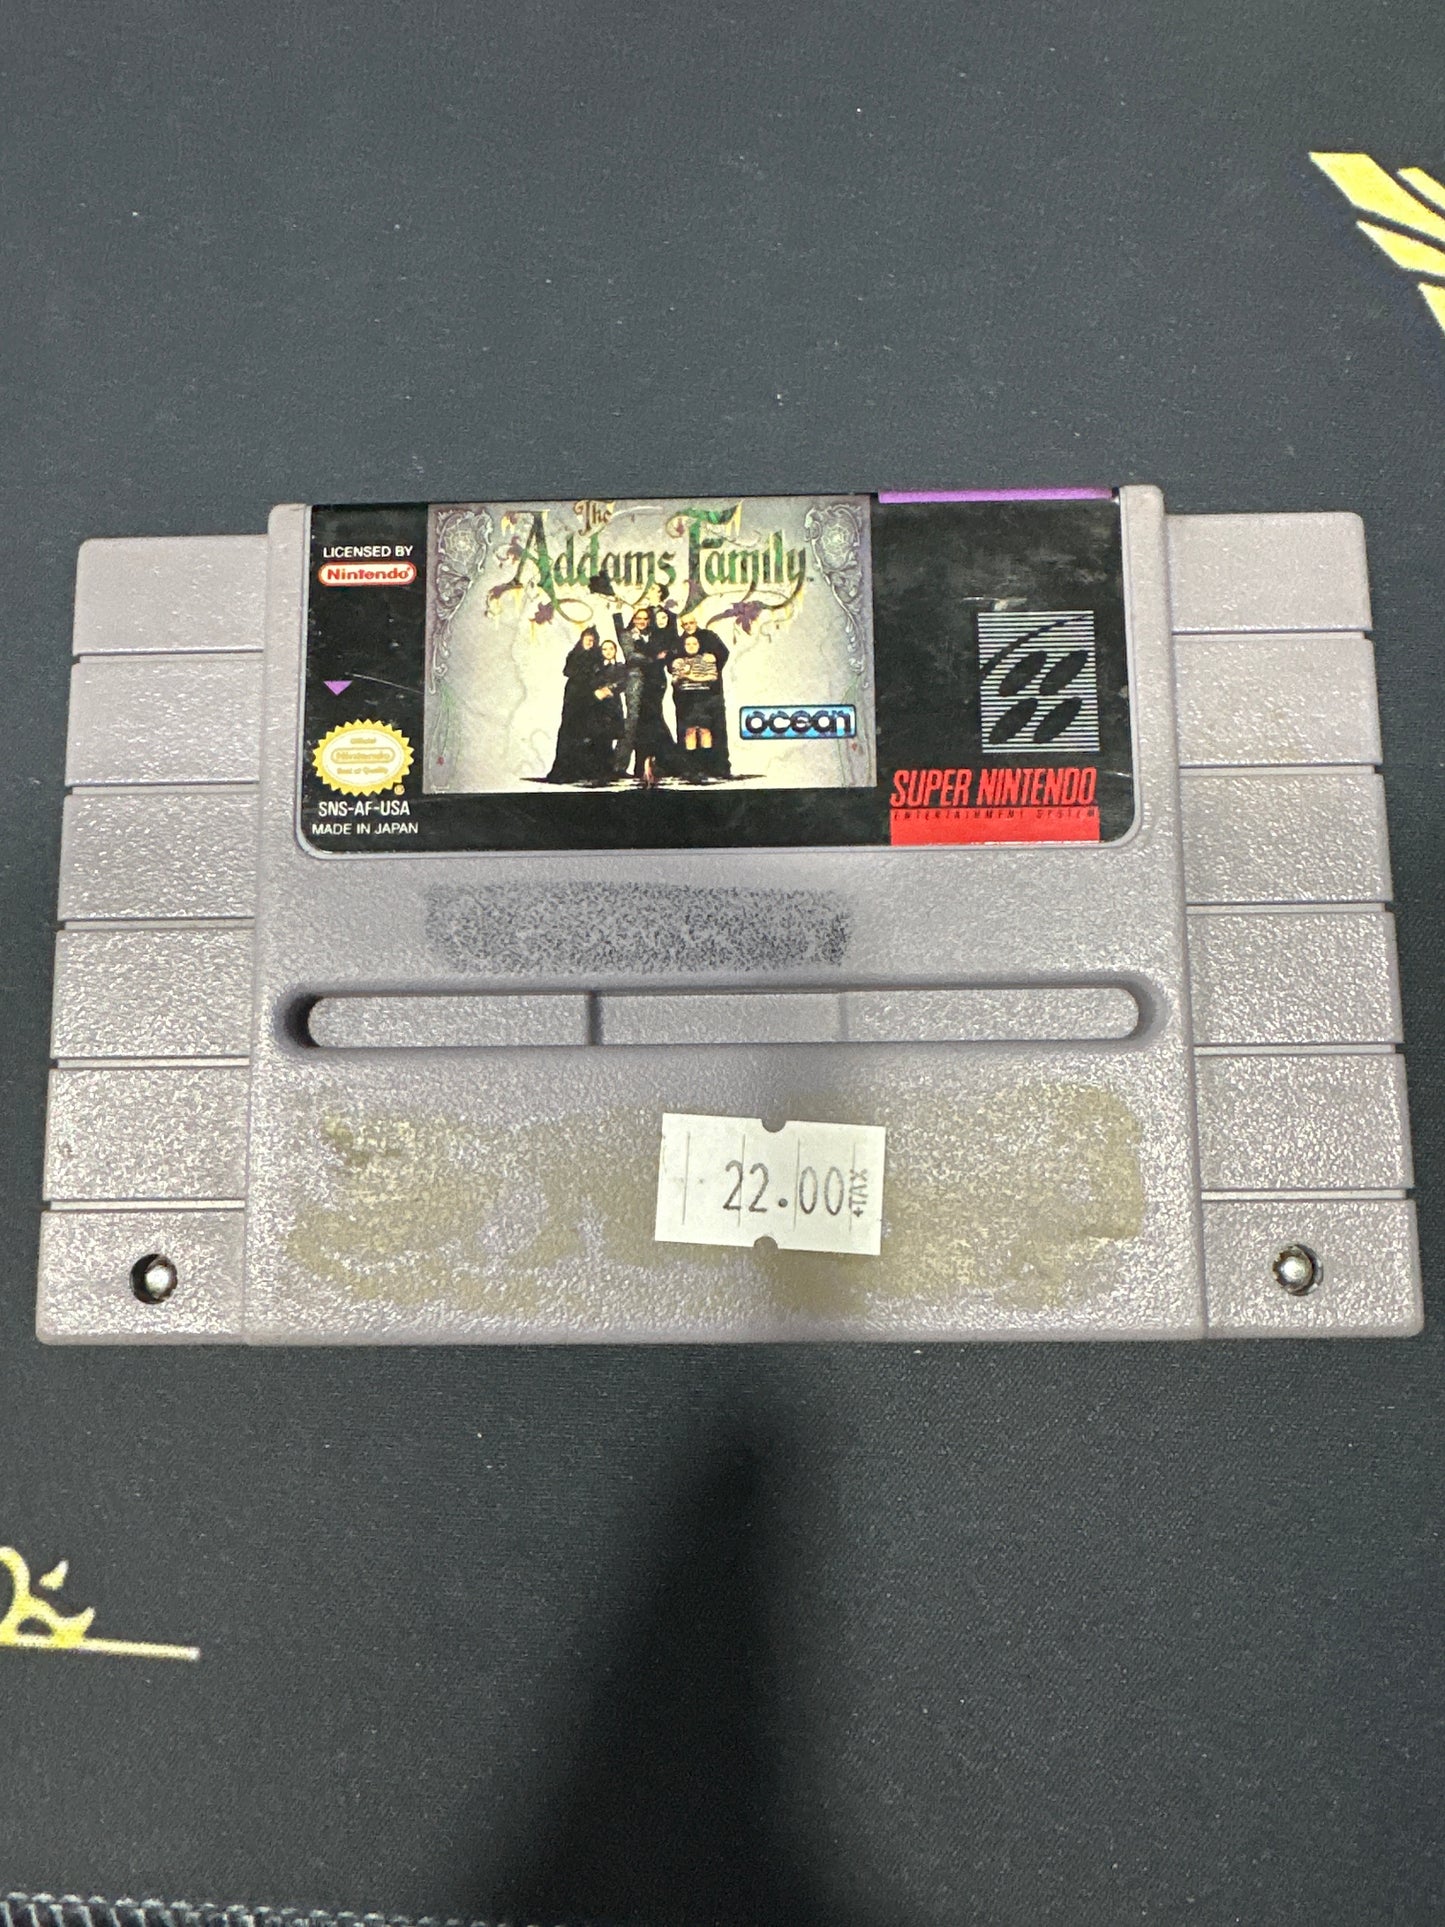 LICENSED BY
Nintendo
The
Addams Family
ocean
Official
Nintendo
Seal of Quality
SNS-AF-USA
MADE IN JAPAN
SUPER NINTENDO
ENTERTAINMENT SYSTEM
22.00 +TAX